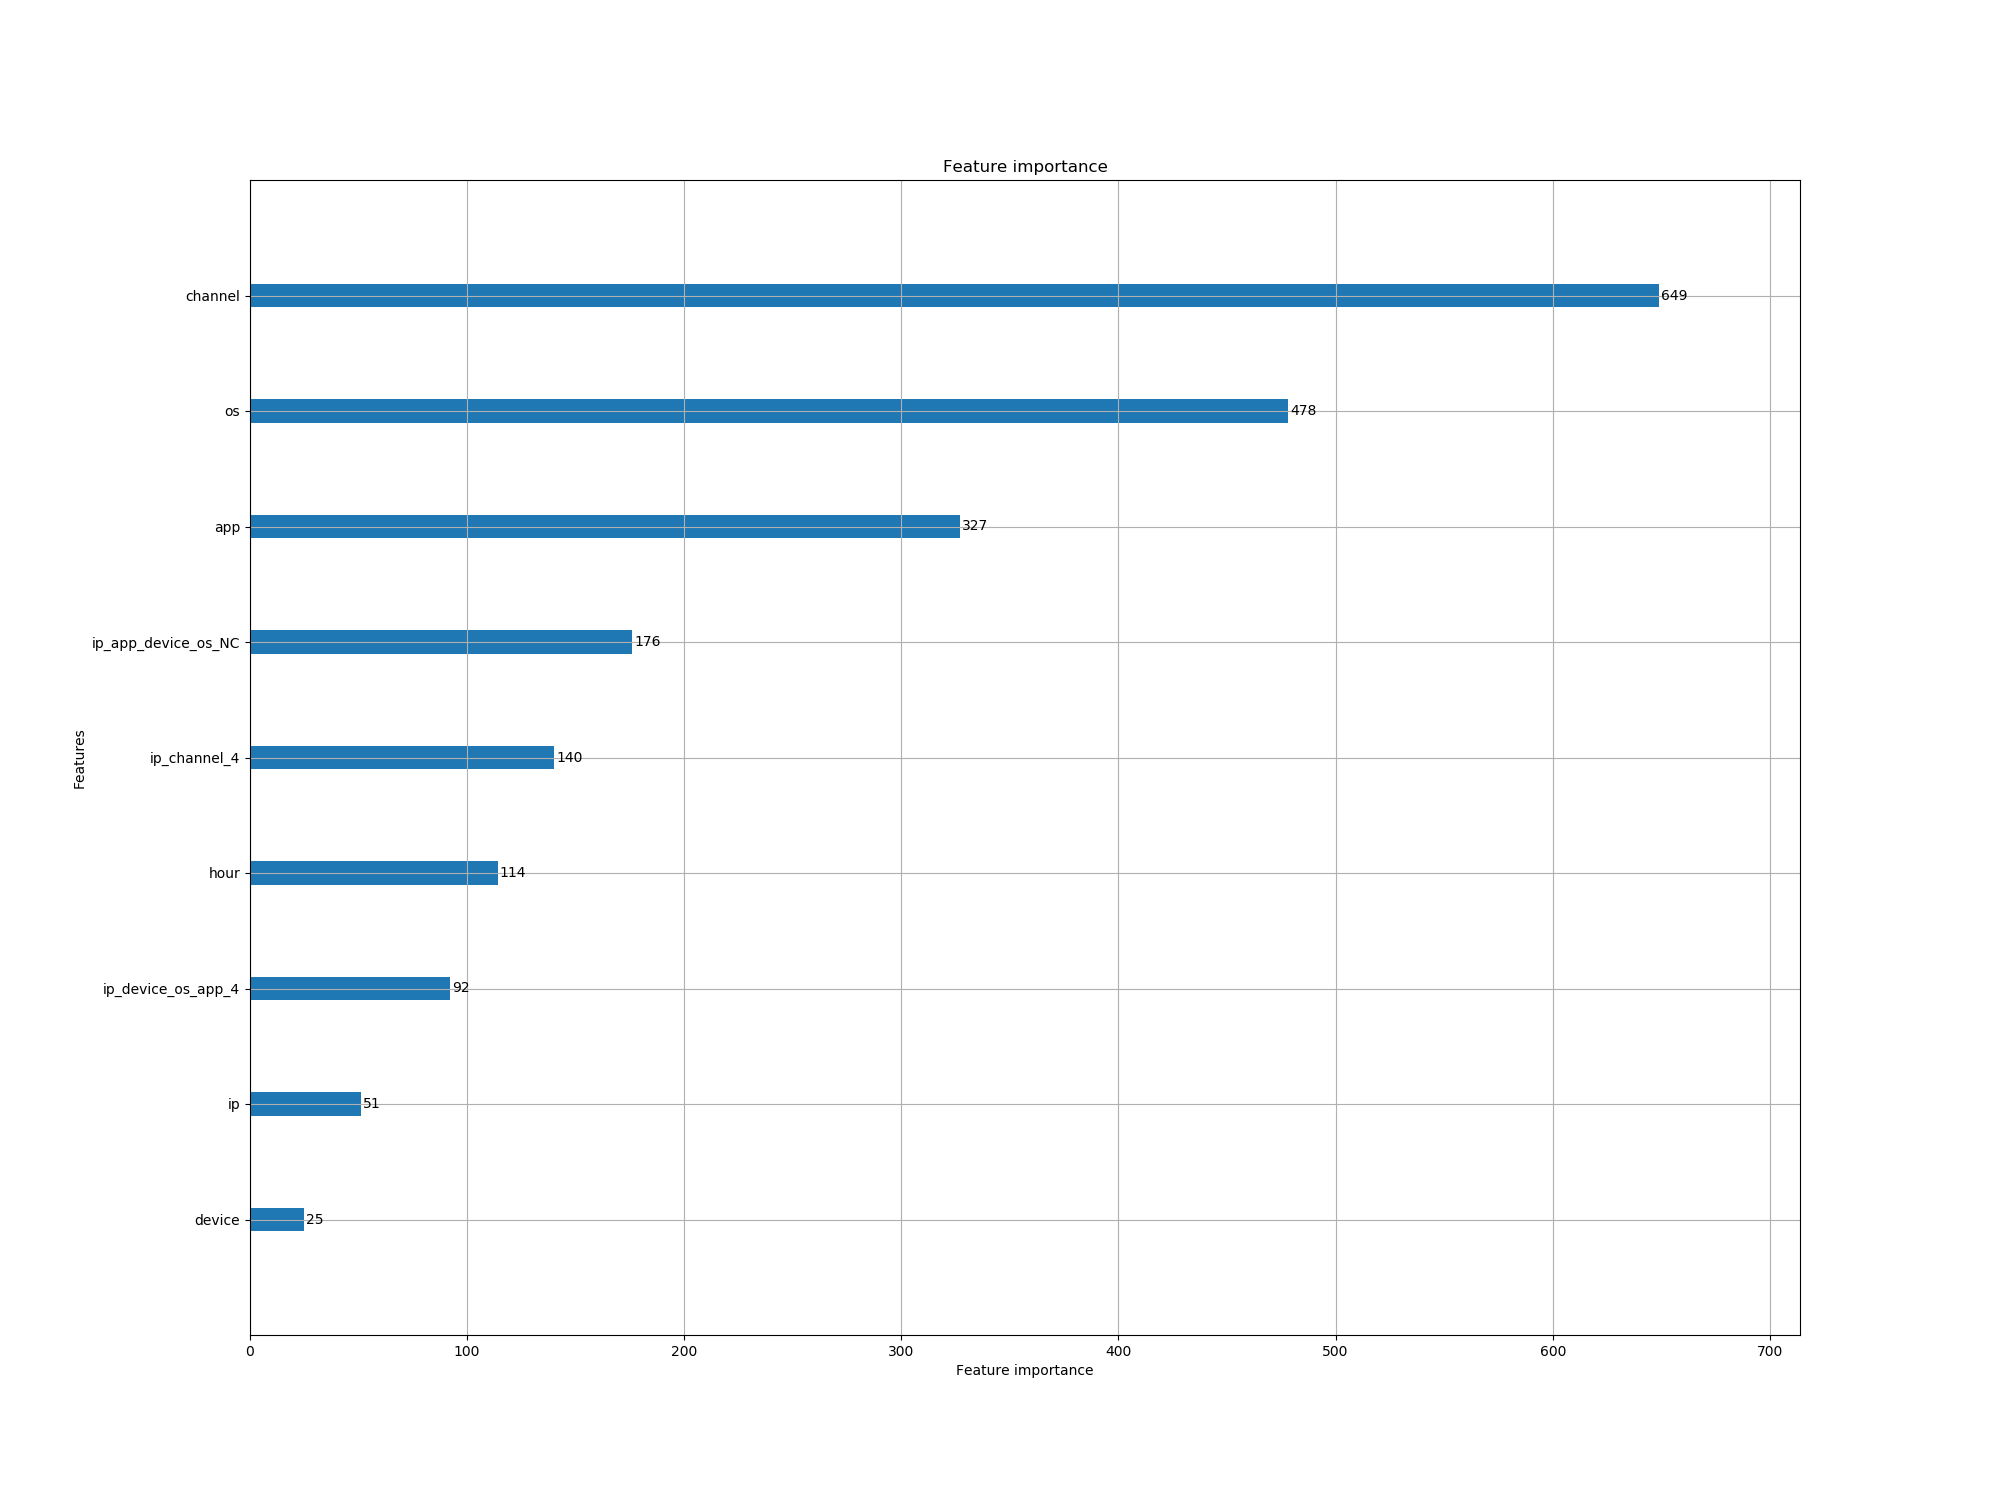 Feature importance
channel 649
os 478
app 327
ip_app_device_os_NC 176
ip_channel_4 140
hour 114
ip_device_os_app_4 92
ip 51
device 25
Features
0 100 200 300 400 500 600 700
Feature importance